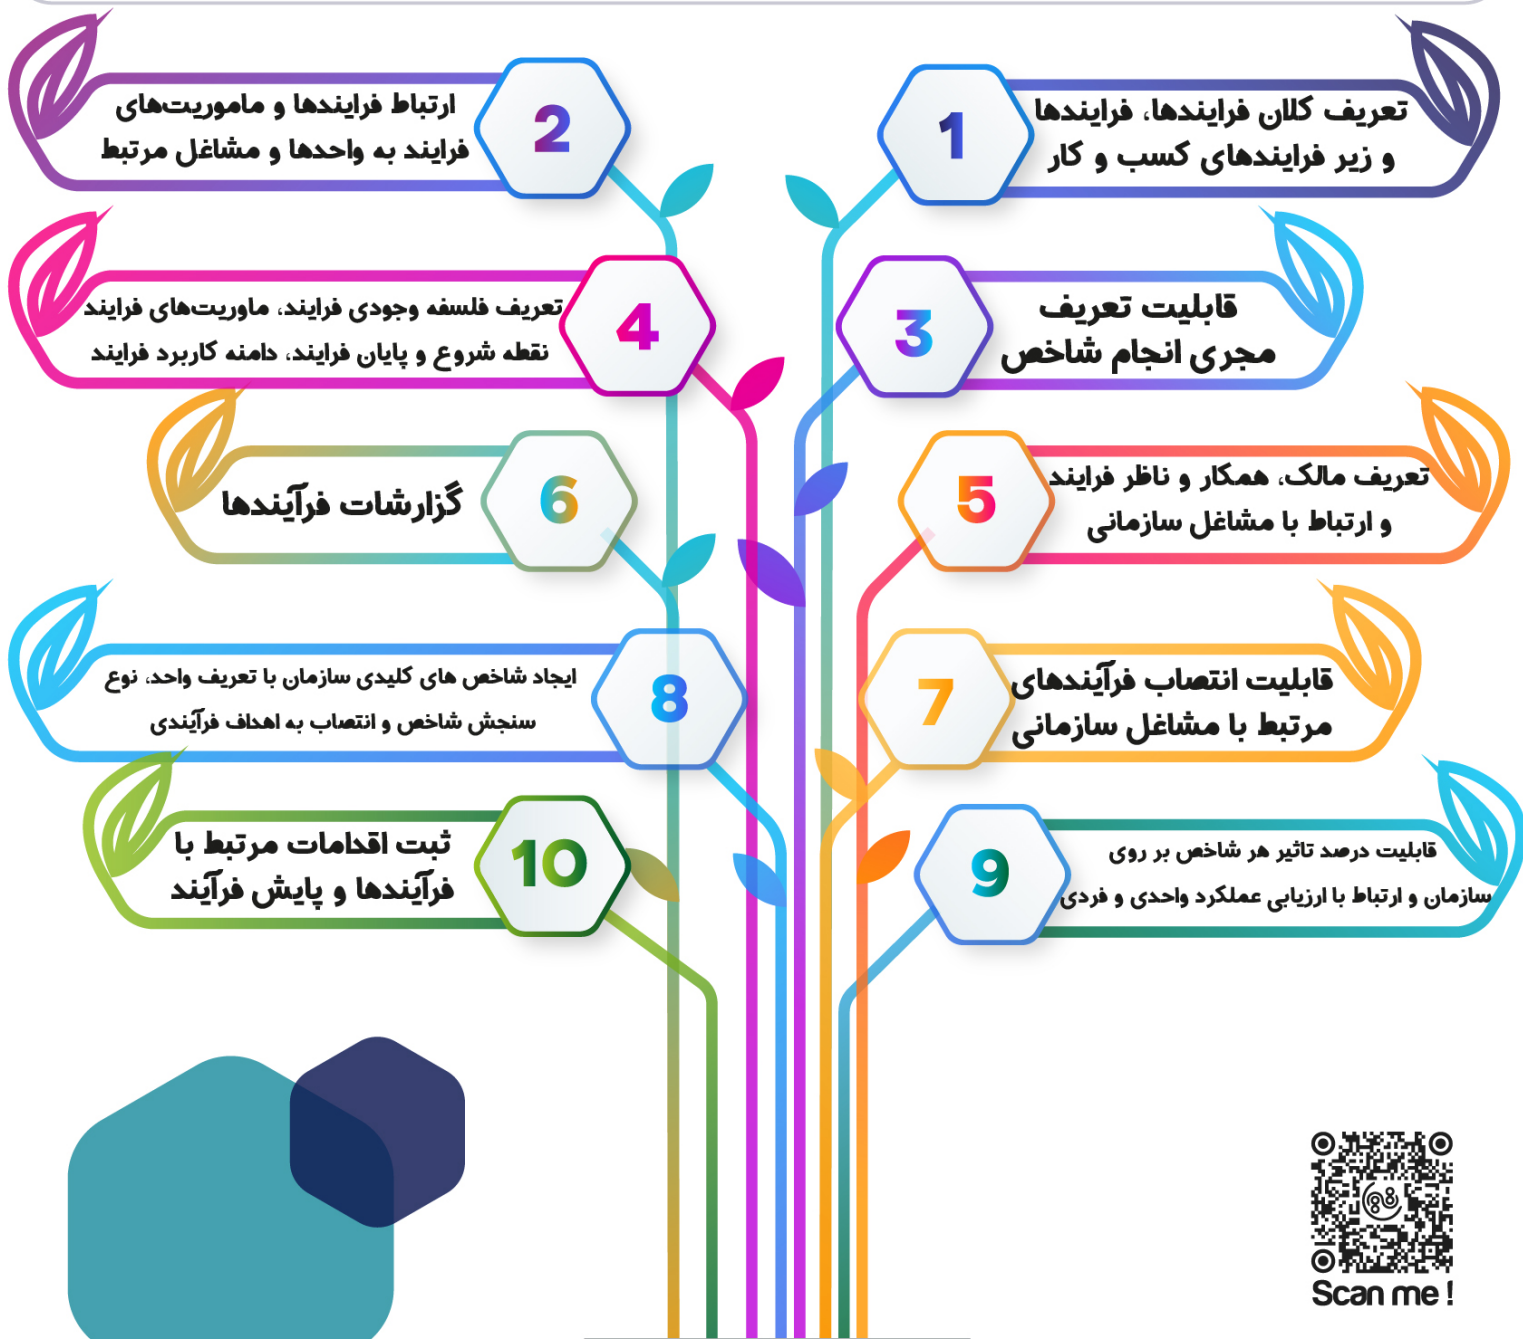 1
تعریف کلان فرایندها، فرایندها
و زیر فرایندهای کسب و کار
2
ارتباط فرایندها و ماموریت‌های
فرایند به واحدها و مشاغل مرتبط
3
قابلیت تعریف
مجری انجام شاخص
4
تعریف فلسفه وجودی فرایند، ماوریت‌های فرایند
نقطه شروع و پایان فرایند، دامنه کاربرد فرایند
5
تعریف مالک، همکار و ناظر فرایند
و ارتباط با مشاغل سازمانی
6
گزارشات فرآیندها
7
قابلیت انتصاب فرآیندهای
مرتبط با مشاغل سازمانی
8
ایجاد شاخص های کلیدی سازمان با تعریف واحد، نوع
سنجش شاخص و انتصاب به اهداف فرآیندی
9
قابلیت درصد تاثیر هر شاخص بر روی
سازمان و ارتباط با ارزیابی عملکرد واحدی و فردی
10
ثبت اقدامات مرتبط با
فرآیندها و پایش فرآیند
Scan me !